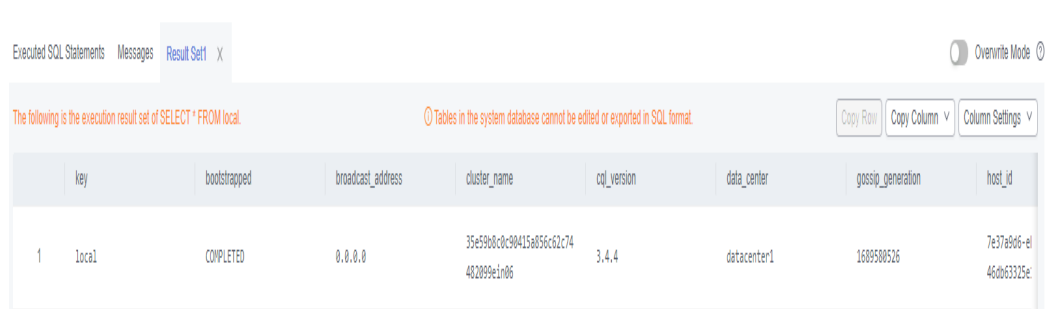 Executed SQL Statements Messages Result Set1 X Overwrite Mode ?
The following is the execution result set of SELECT * FROM local. Tables in the system database cannot be edited or exported in SQL format. Copy Row Copy Column Column Settings
key bootstrapped broadcast_address cluster_name cql_version data_center gossip_generation host_id
35e59b8c0c90415a856c62c74 7e37a9d6-e
1 local COMPLETED 0.0.0.0 3.4.4 datacenter1 1689580526
482099ein06 46db63325e